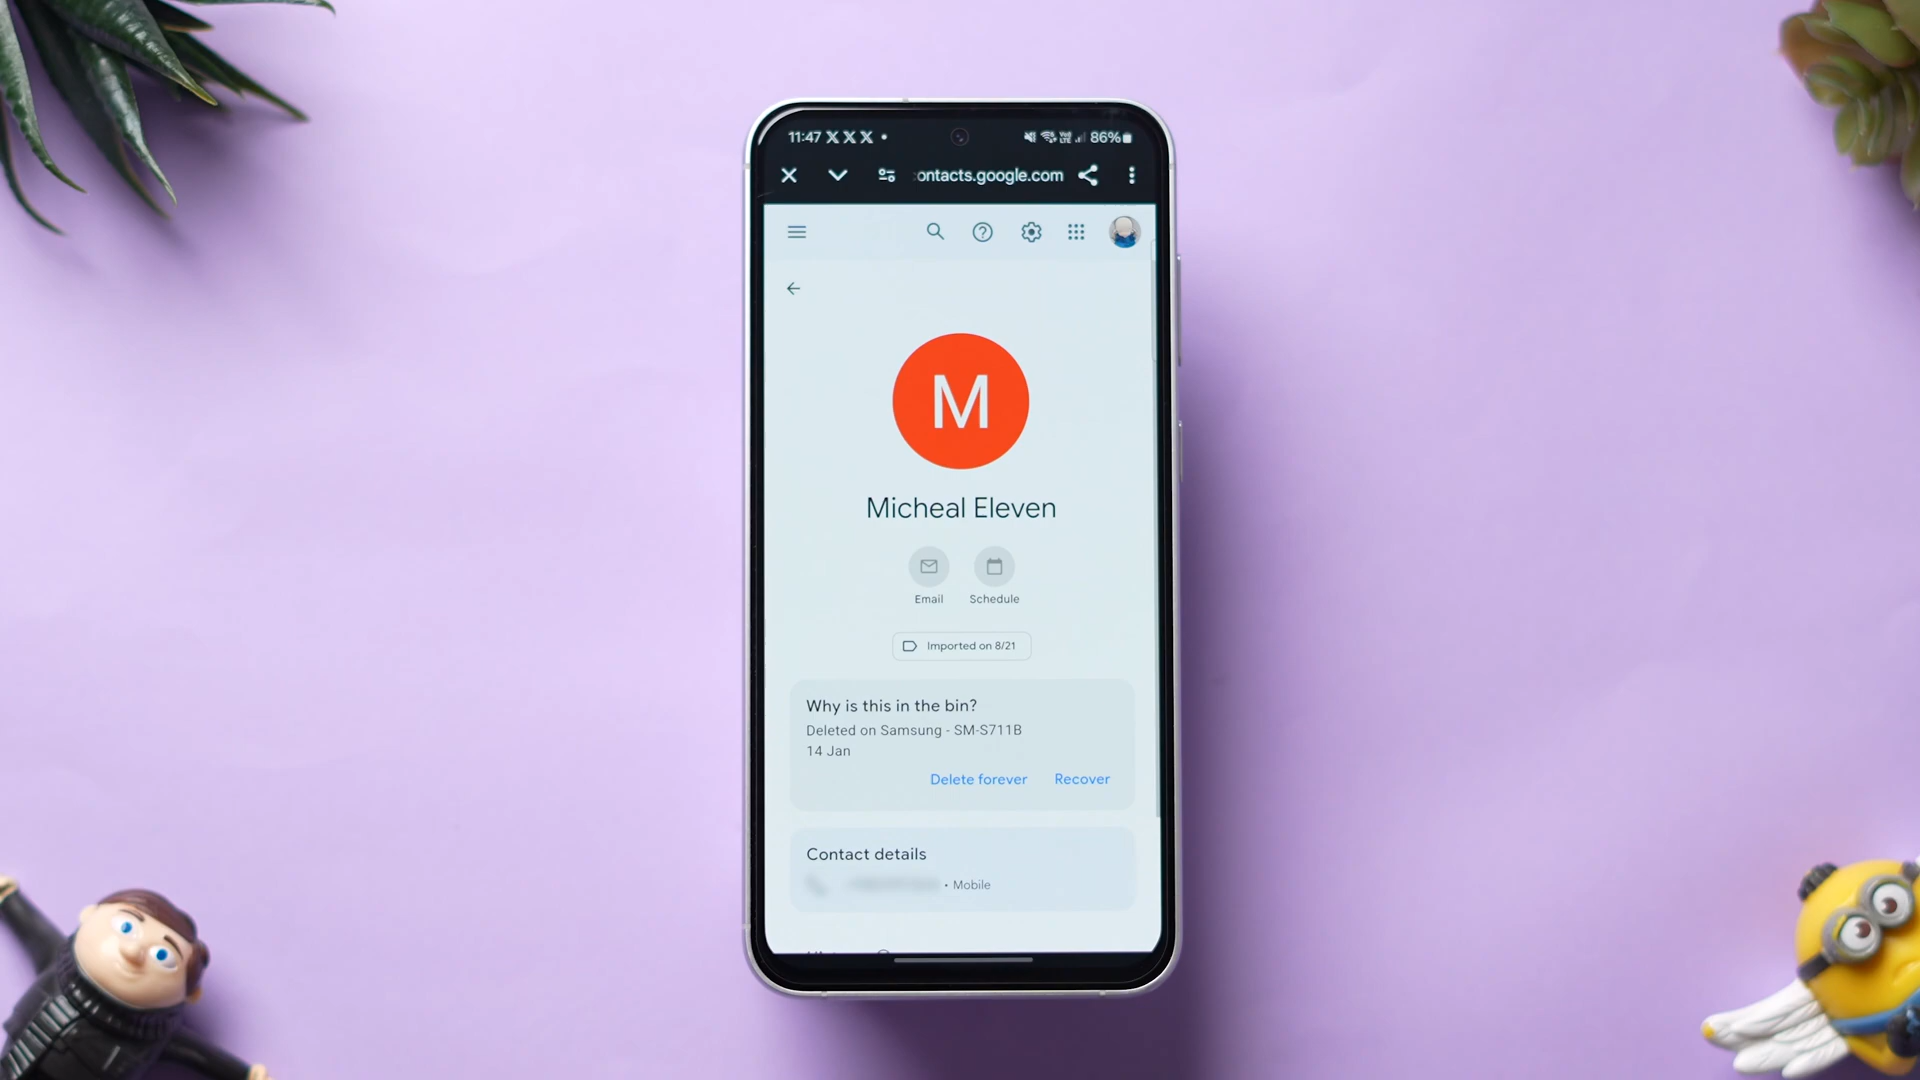 11:47 X X X •
86%
ontacts.google.com
M
Micheal Eleven
Email
Schedule
Imported on 8/21
Why is this in the bin?
Deleted on Samsung - SM-S711B
14 Jan
Delete forever
Recover
Contact details
• Mobile